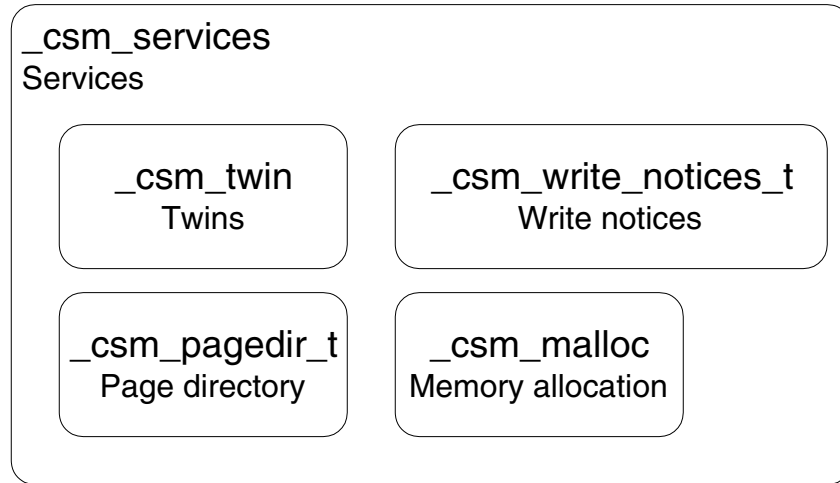 _csm_services
Services
_csm_twin
Twins
_csm_write_notices_t
Write notices
_csm_pagedir_t
Page directory
_csm_malloc
Memory allocation